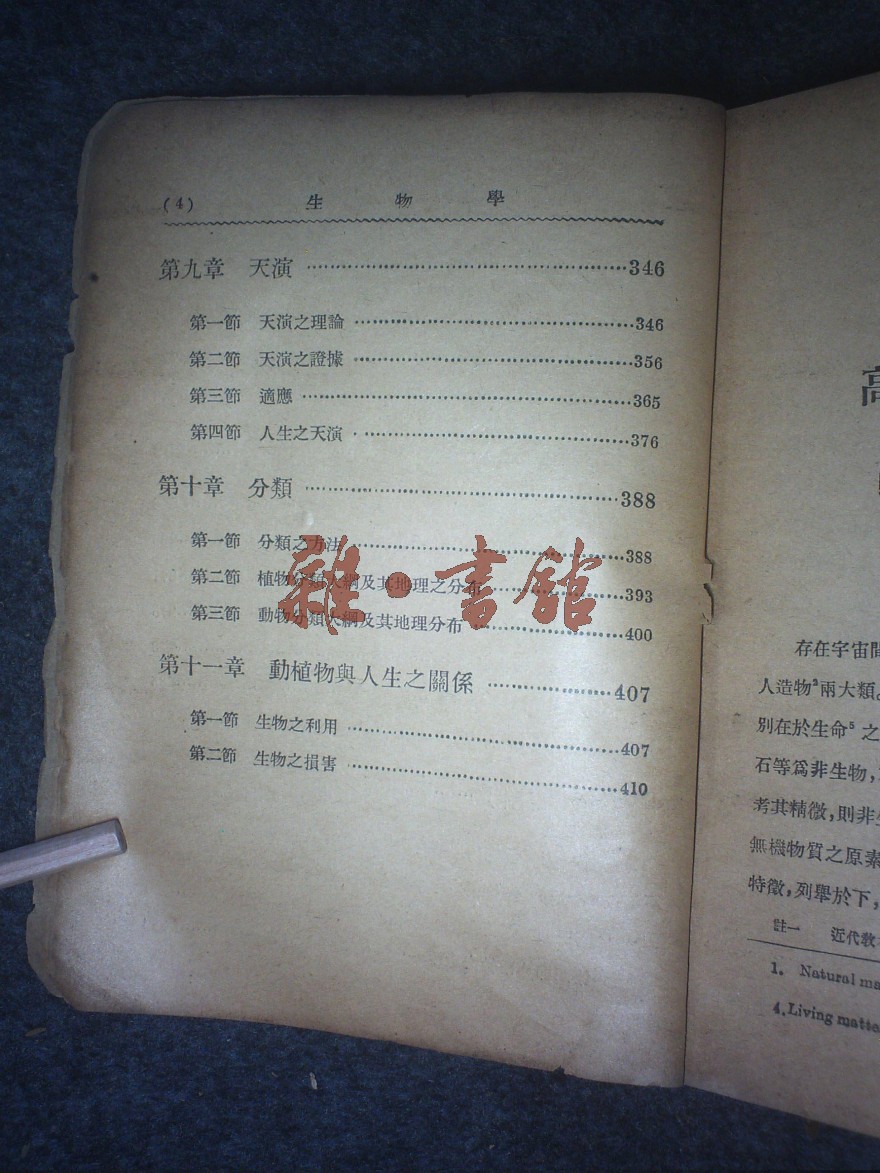 (4) 生物學
第九章 天演 ……346
第一節 天演之理論 ……346
第二節 天演之證據 ……356
第三節 適應 ……365
第四節 人生之天演 ……376
第十章 分類 ……388
第一節 分類之方法 ……388
第二節 植物分類大綱及其地理之分布 ……393
第三節 動物分類大綱及其地理分布 ……400
第十一章 動植物與人生之關係 ……407
第一節 生物之利用 ……407
第二節 生物之損害 ……410
雜·書館
高
存在宇宙間
人造物²兩大類。
別在於生命⁵之
石等爲非生物,
考其精微,則非
無機物質之原素
特徵,列舉於下,
註一 近代敎
1. Natural ma
4. Living matte